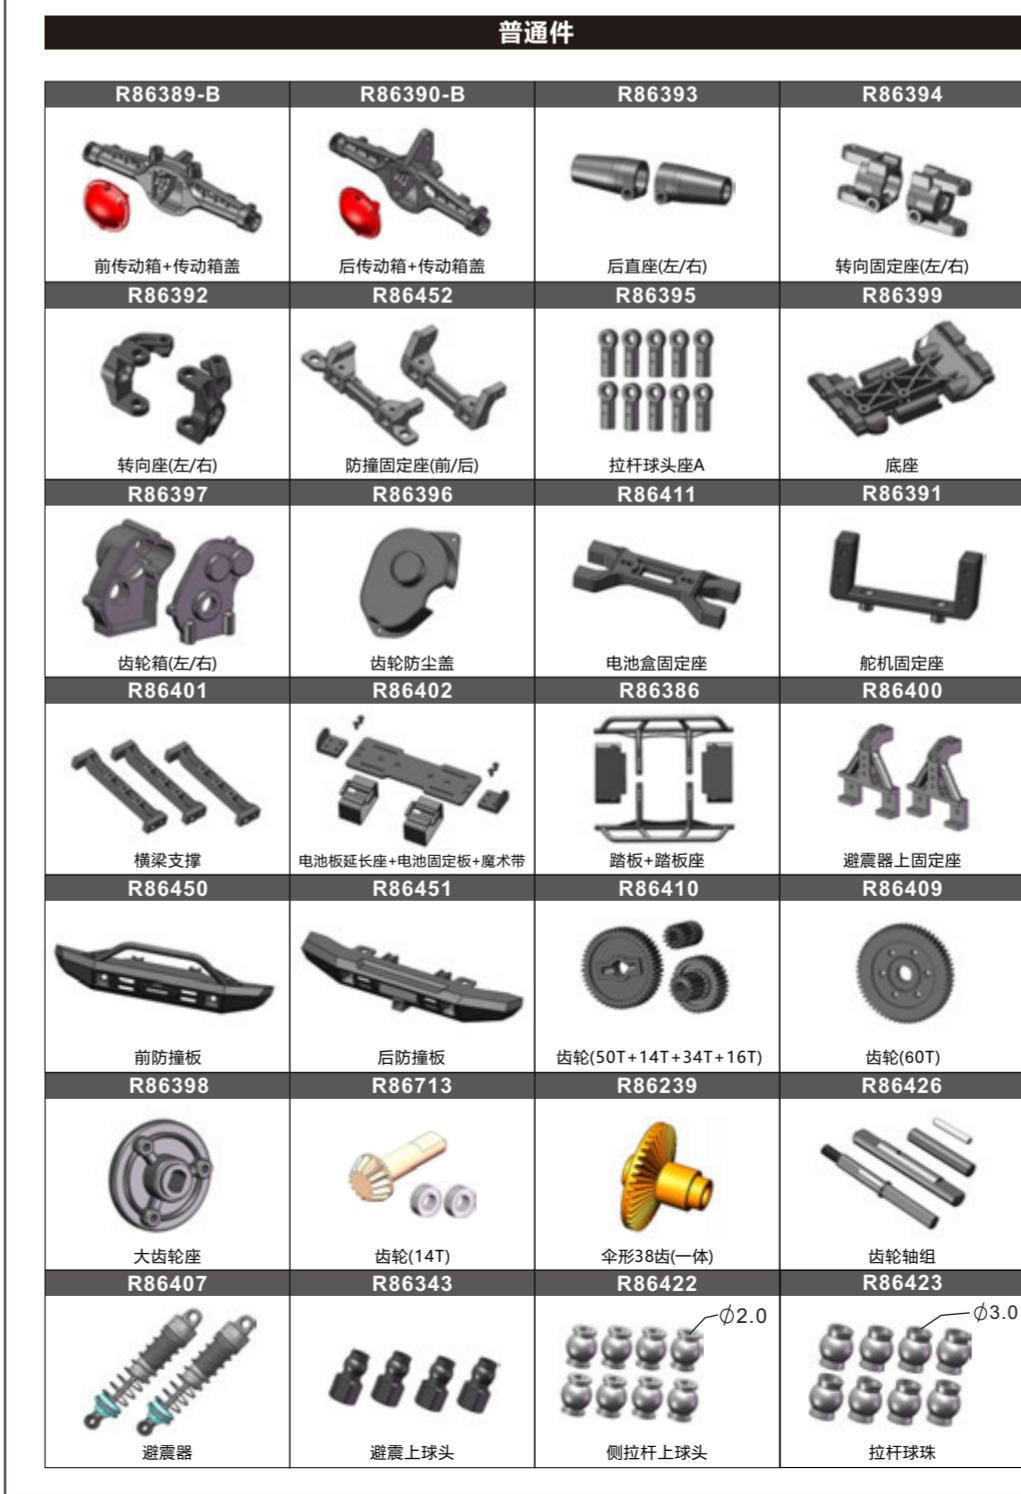 普通件
R86389-B R86390-B R86393 R86394
前传动箱+传动箱盖 后传动箱+传动箱盖 后直座(左/右) 转向固定座(左/右)
R86392 R86452 R86395 R86399
转向座(左/右) 防撞固定座(前/后) 拉杆球头座A 底座
R86397 R86396 R86411 R86391
齿轮箱(左/右) 齿轮防尘盖 电池盒固定座 舵机固定座
R86401 R86402 R86386 R86400
横梁支撑 电池板延长座+电池固定板+魔术带 踏板+踏板座 避震器上固定座
R86450 R86451 R86410 R86409
前防撞板 后防撞板 齿轮(50T+14T+34T+16T) 齿轮(60T)
R86398 R86713 R86239 R86426
大齿轮座 齿轮(14T) 伞形38齿(一体) 齿轮轴组
R86407 R86343 R86422 R86423
∅2.0 ∅3.0
避震器 避震上球头 侧拉杆上球头 拉杆球珠